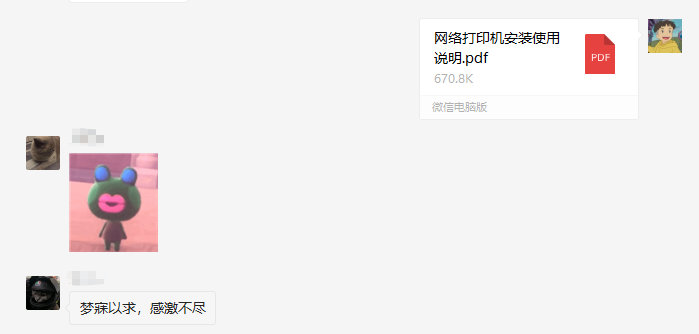 网络打印机安装使用
说明.pdf
PDF
670.8K
微信电脑版
梦寐以求，感激不尽